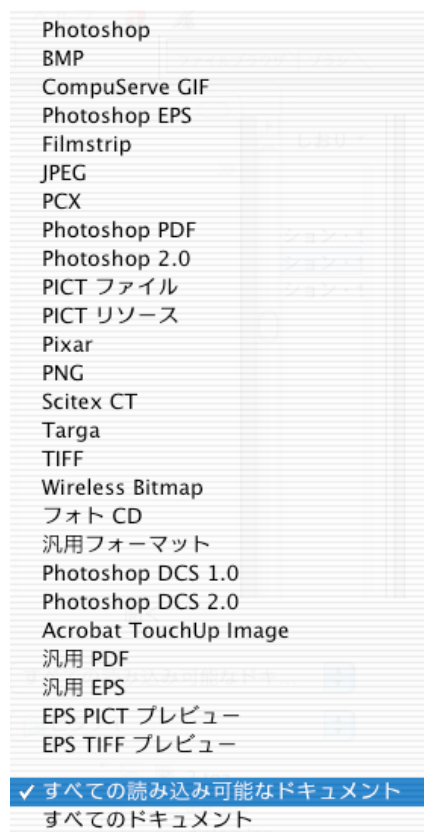 Photoshop
BMP
CompuServe GIF
Photoshop EPS
Filmstrip
JPEG
PCX
Photoshop PDF
Photoshop 2.0
PICT ファイル
PICT リソース
Pixar
PNG
Scitex CT
Targa
TIFF
Wireless Bitmap
フォト CD
汎用フォーマット
Photoshop DCS 1.0
Photoshop DCS 2.0
Acrobat TouchUp Image
汎用 PDF
汎用 EPS
EPS PICT プレビュー
EPS TIFF プレビュー
✓ すべての読み込み可能なドキュメント
すべてのドキュメント